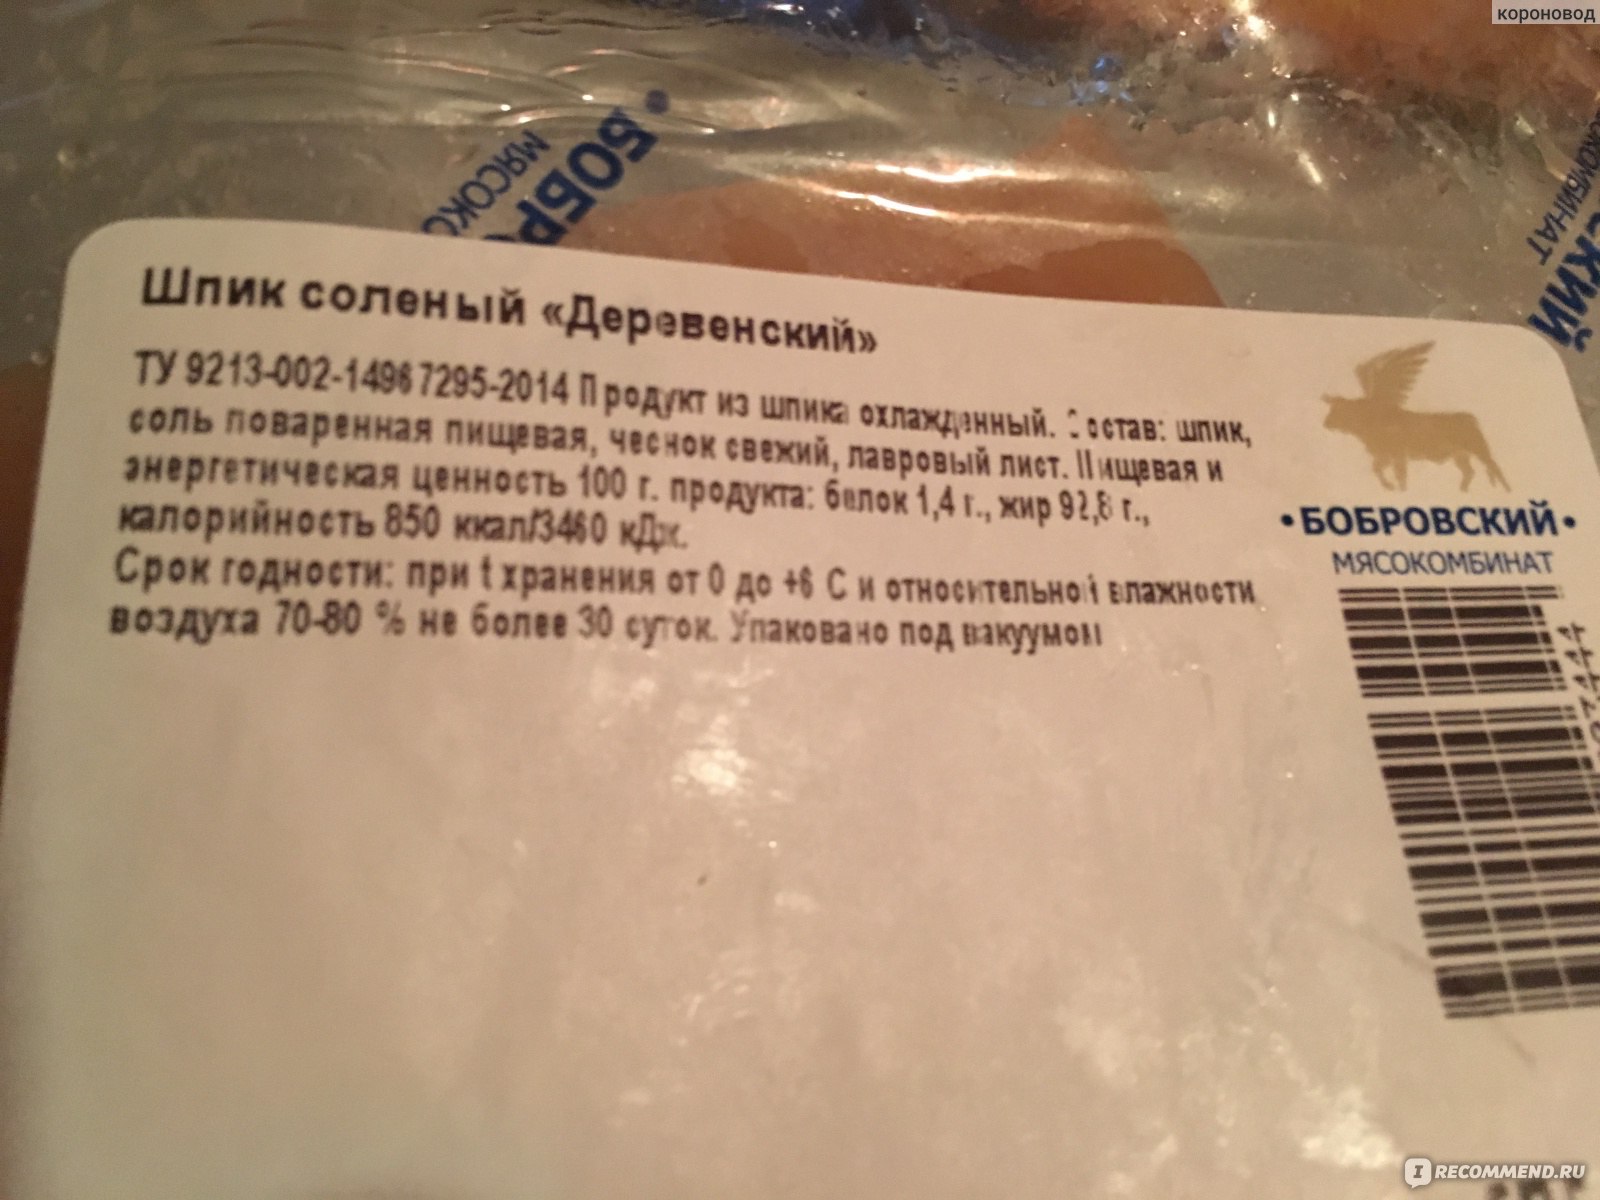 короновод
• БОБР
МЯСОКО
КОМБИНАТ
СКИЙ
Шпик соленый «Деревенский»
ТУ 9213-002-14967295-2014 Продукт из шпика охлажденный. Состав: шпик,
соль поваренная пищевая, чеснок свежий, лавровый лист. Пищевая и
энергетическая ценность 100 г. продукта: белок 1,4 г., жир 92,8 г.,
калорийность 850 ккал/3460 кДж.
Срок годности: при t хранения от 0 до +6 С и относительной влажности
воздуха 70-80 % не более 30 суток. Упаковано под вакуумом
• БОБРОВСКИЙ •
МЯСОКОМБИНАТ
IRECOMMEND.RU